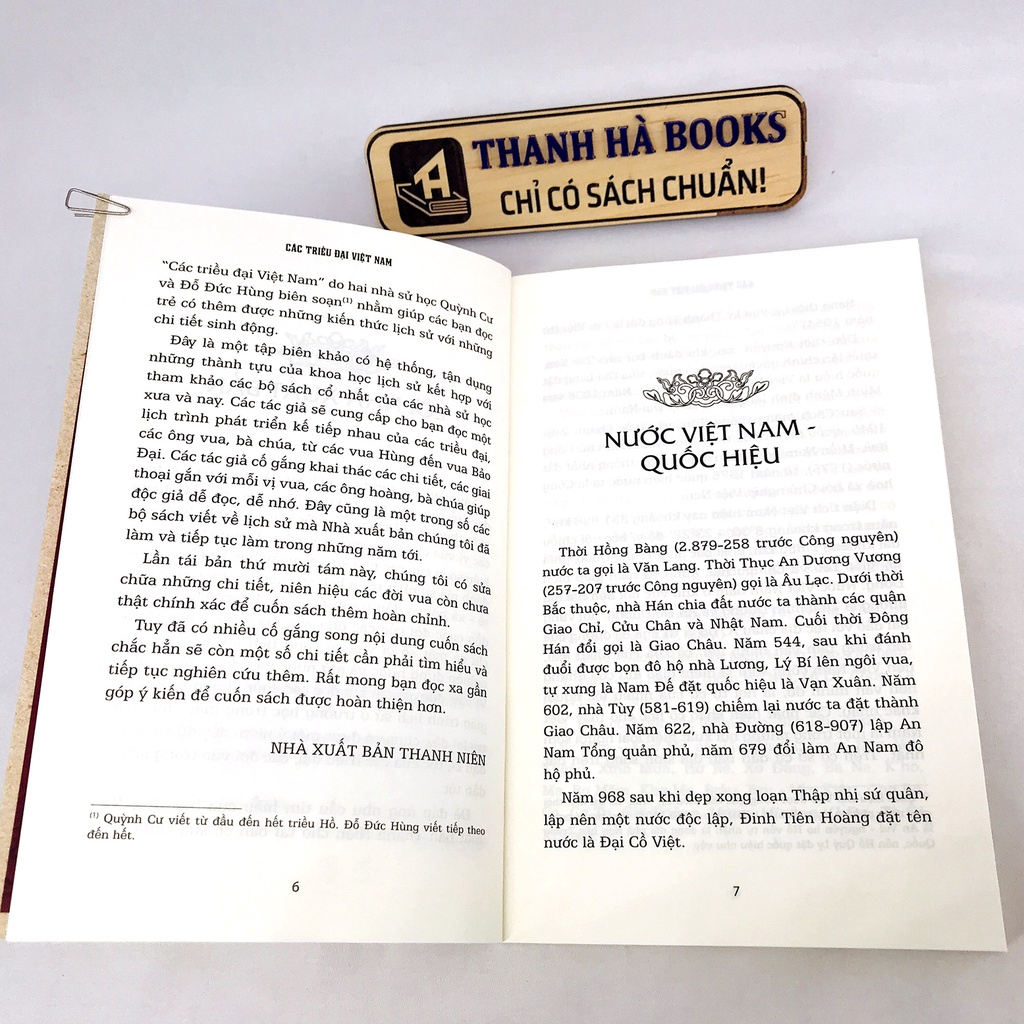 THANH HÀ BOOKS
CHỈ CÓ SÁCH CHUẨN!
CÁC TRIỀU ĐẠI VIỆT NAM
"Các triều đại Việt Nam" do hai nhà sử học Quỳnh Cư
và Đỗ Đức Hùng biên soạn(1) nhằm giúp các bạn đọc
trẻ có thêm được những kiến thức lịch sử với những
chi tiết sinh động.
Đây là một tập biên khảo có hệ thống, tận dụng
những thành tựu của khoa học lịch sử kết hợp với
tham khảo các bộ sách cổ nhất của các nhà sử học
xưa và nay. Các tác giả sẽ cung cấp cho bạn đọc một
lịch trình phát triển kế tiếp nhau của các triều đại,
các ông vua, bà chúa, từ các vua Hùng đến vua Bảo
Đại. Các tác giả cố gắng khai thác các chi tiết, các giai
thoại gắn với mỗi vị vua, các ông hoàng, bà chúa giúp
độc giả dễ đọc, dễ nhớ. Đây cũng là một trong số các
bộ sách viết về lịch sử mà Nhà xuất bản chúng tôi đã
làm và tiếp tục làm trong những năm tới.
Lần tái bản thứ mười tám này, chúng tôi có sửa
chữa những chi tiết, niên hiệu các đời vua còn chưa
thật chính xác để cuốn sách thêm hoàn chỉnh.
Tuy đã có nhiều cố gắng song nội dung cuốn sách
chắc hẳn sẽ còn một số chi tiết cần phải tìm hiểu và
tiếp tục nghiên cứu thêm. Rất mong bạn đọc xa gần
góp ý kiến để cuốn sách được hoàn thiện hơn.
NHÀ XUẤT BẢN THANH NIÊN
(1) Quỳnh Cư viết từ đầu đến hết triều Hồ. Đỗ Đức Hùng viết tiếp theo
đến hết.
6
NƯỚC VIỆT NAM -
QUỐC HIỆU
Thời Hồng Bàng (2.879–258 trước Công nguyên)
nước ta gọi là Văn Lang. Thời Thục An Dương Vương
(257–207 trước Công nguyên) gọi là Âu Lạc. Dưới thời
Bắc thuộc, nhà Hán chia đất nước ta thành các quận
Giao Chỉ, Cửu Chân và Nhật Nam. Cuối thời Đông
Hán đổi gọi là Giao Châu. Năm 544, sau khi đánh
đuổi được bọn đô hộ nhà Lương, Lý Bí lên ngôi vua,
tự xưng là Nam Đế đặt quốc hiệu là Vạn Xuân. Năm
602, nhà Tùy (581–619) chiếm lại nước ta đặt thành
Giao Châu. Năm 622, nhà Đường (618–907) lập An
Nam Tổng quản phủ, năm 679 đổi làm An Nam đô
hộ phủ.
Năm 968 sau khi dẹp xong loạn Thập nhị sứ quân,
lập nên một nước độc lập, Đinh Tiên Hoàng đặt tên
nước là Đại Cồ Việt.
7